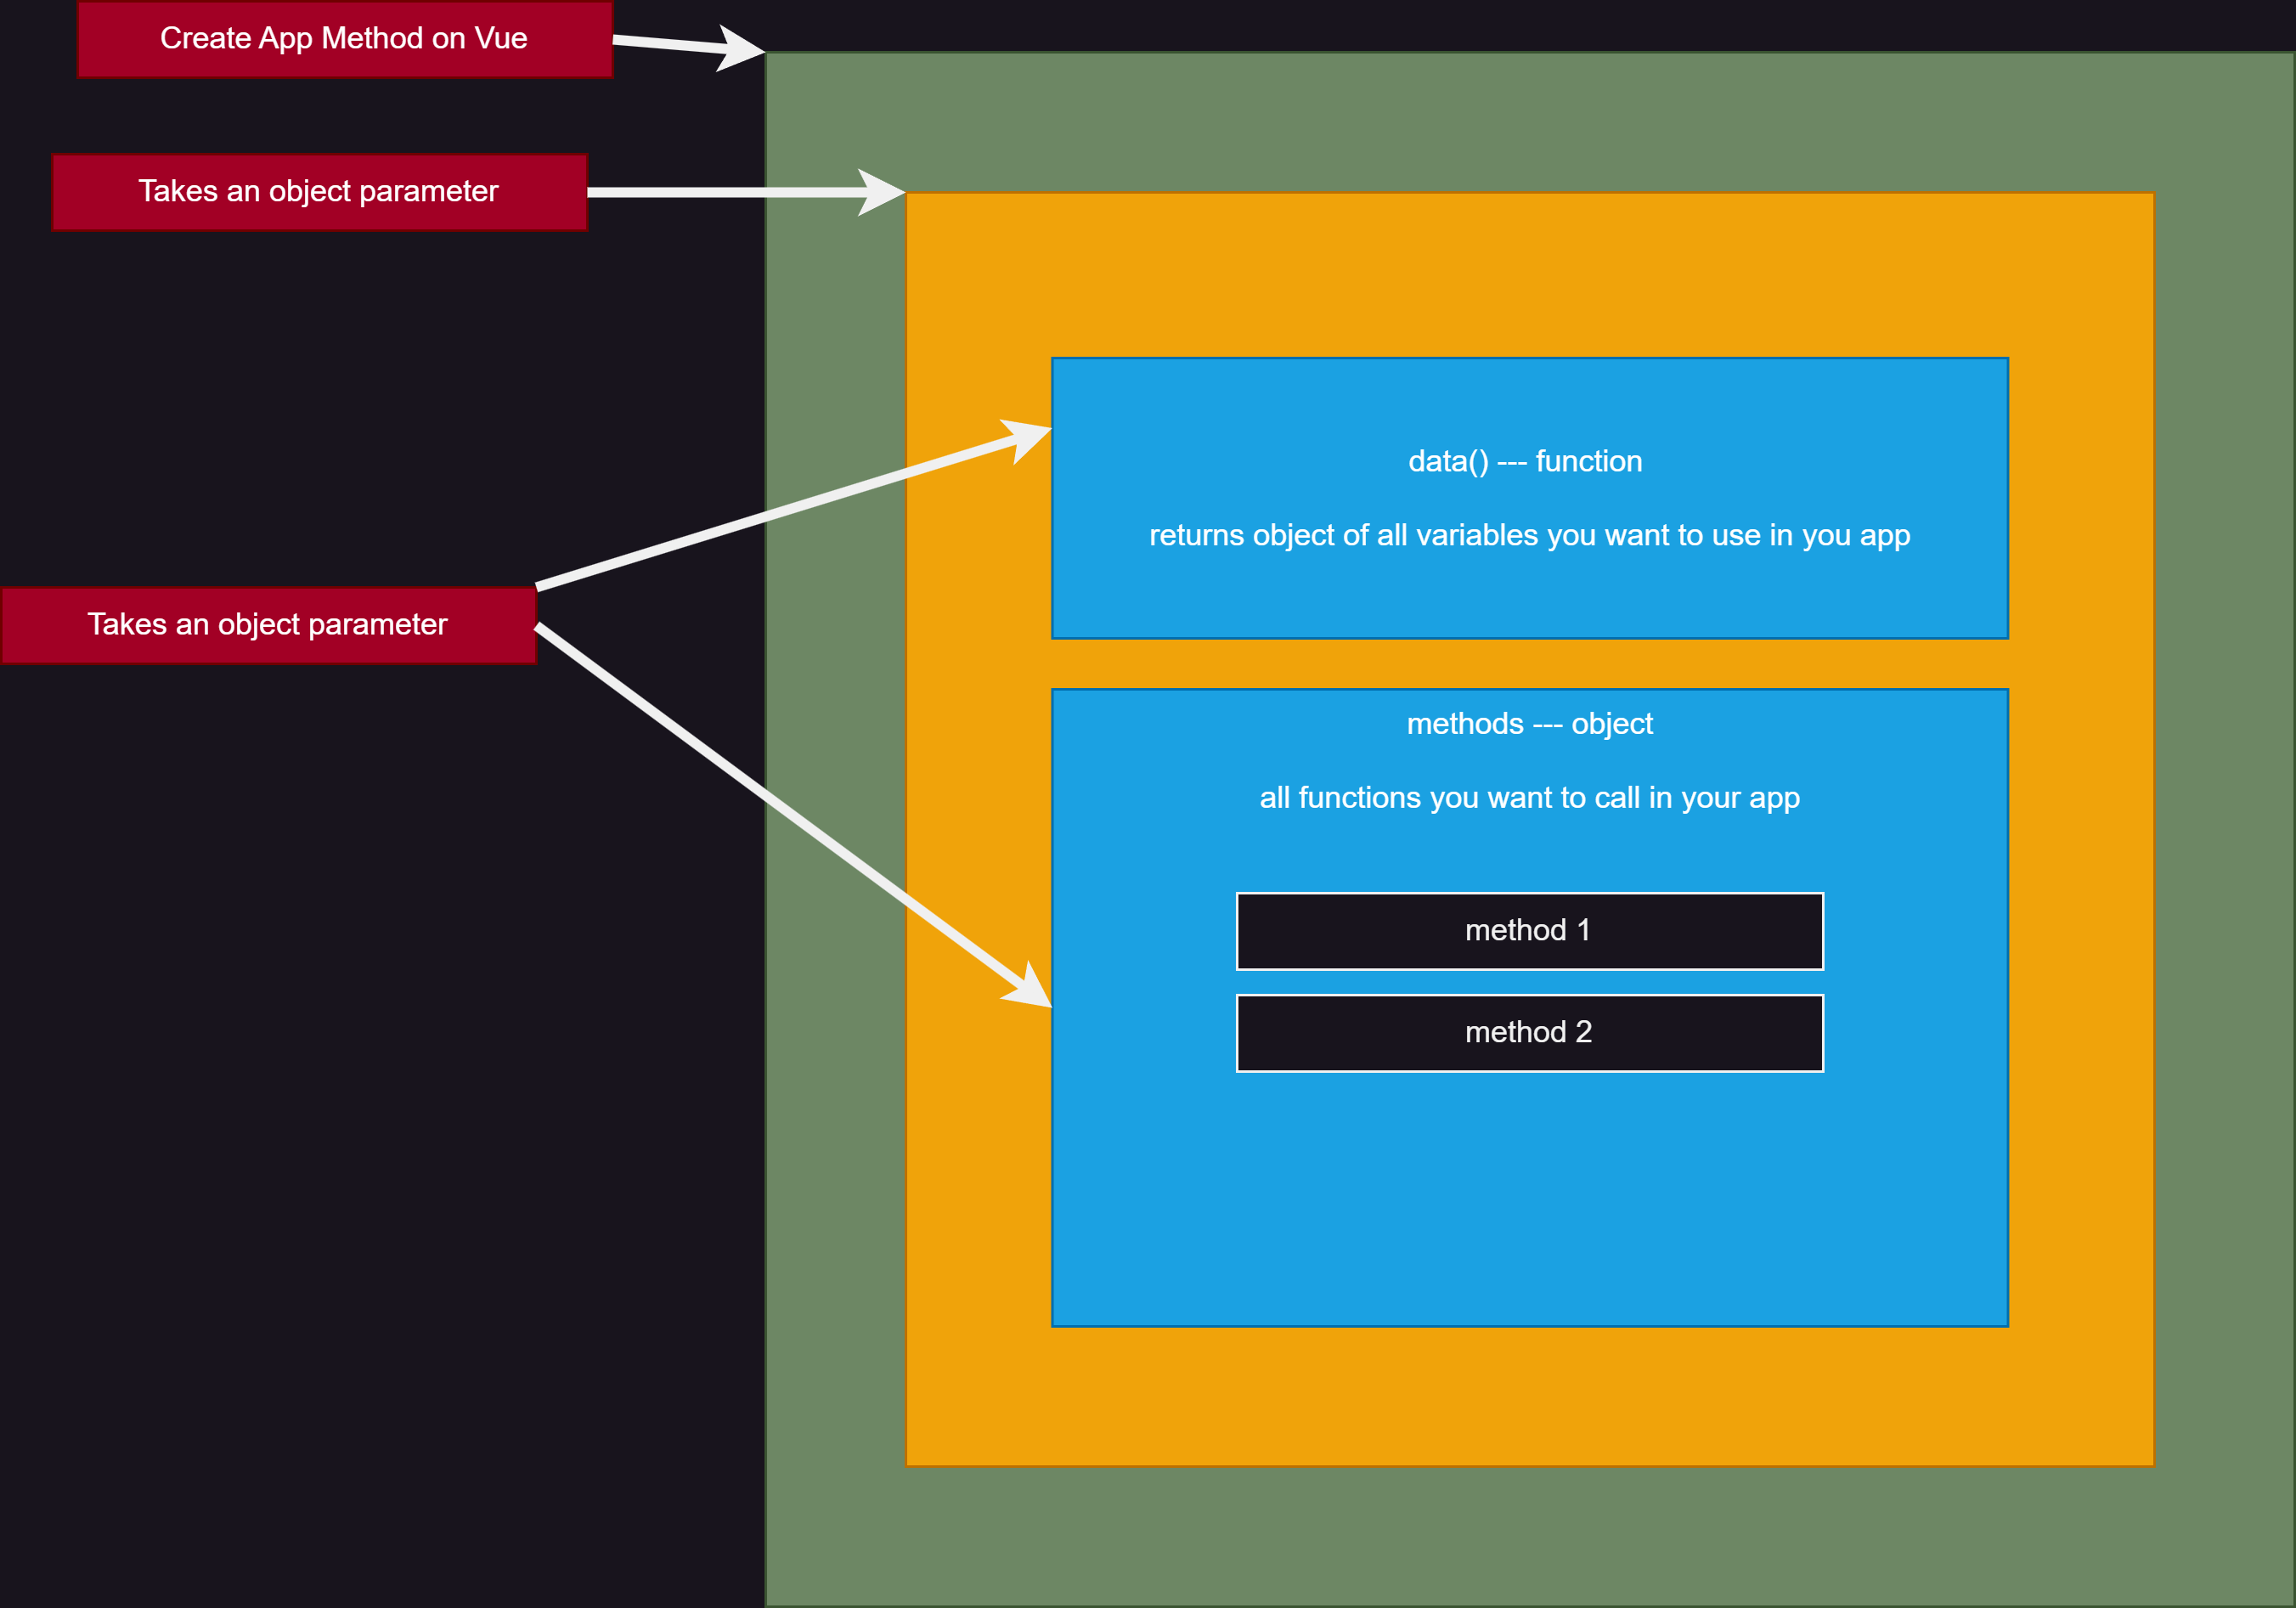 Create App Method on Vue
Takes an object parameter
data() --- function
returns object of all variables you want to use in you app
Takes an object parameter
methods --- object
all functions you want to call in your app
method 1
method 2